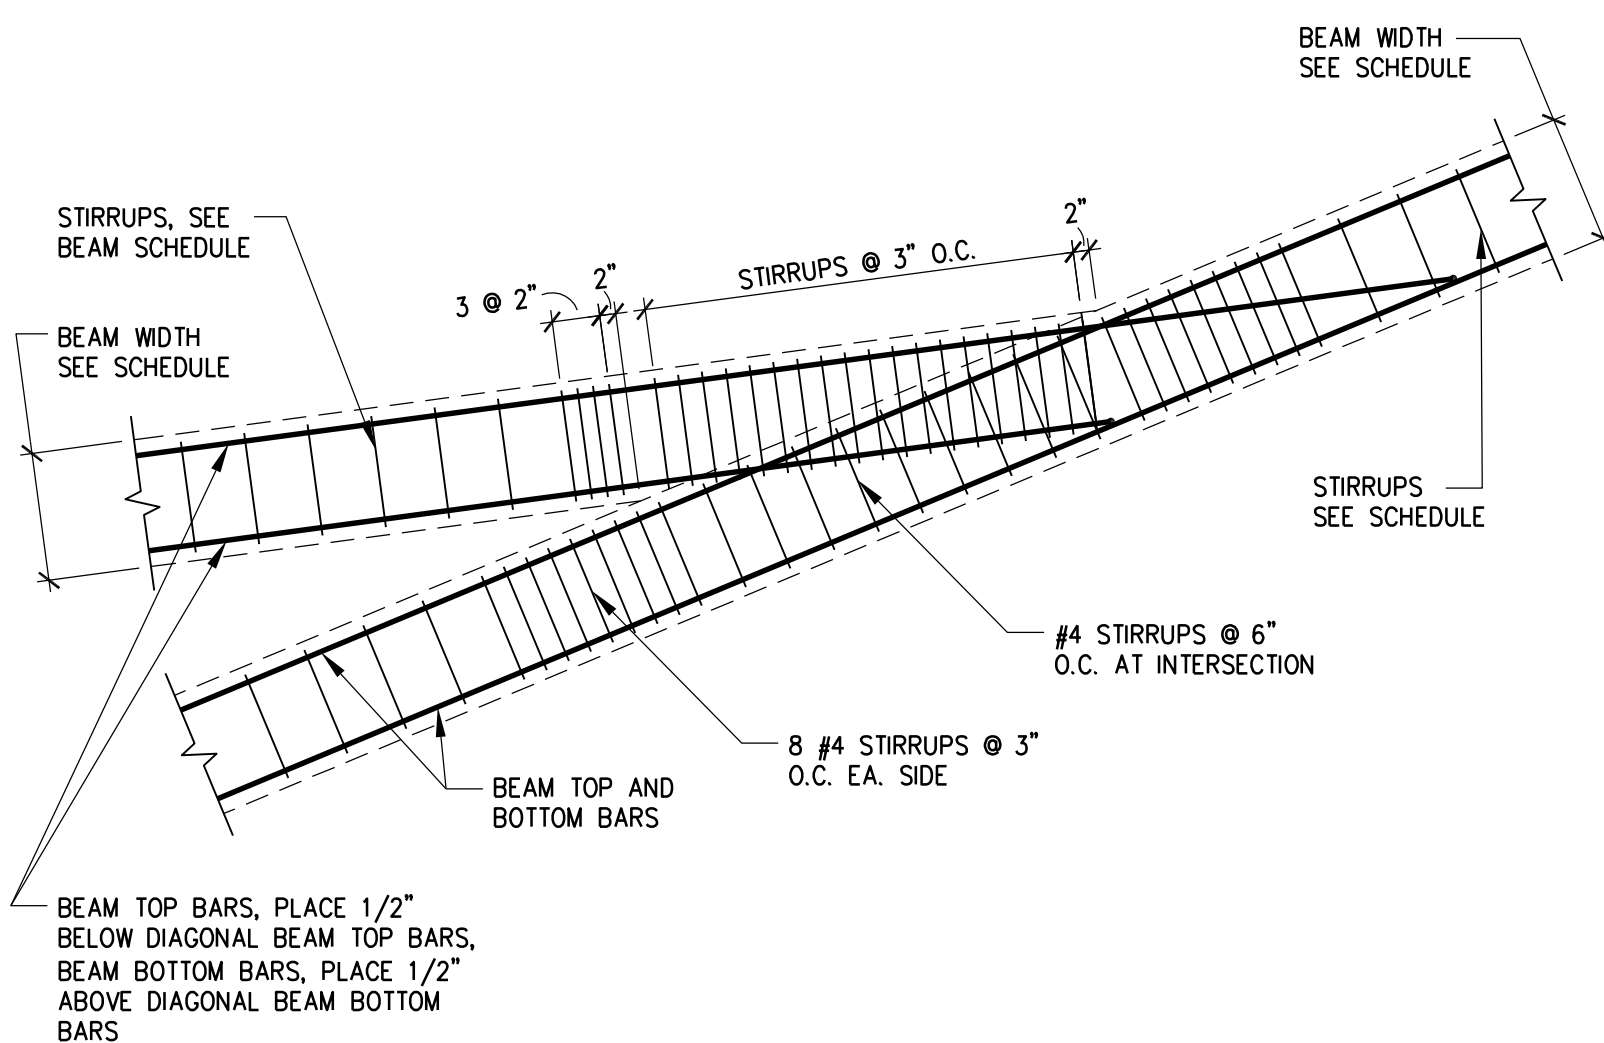 BEAM WIDTH
SEE SCHEDULE
STIRRUPS, SEE
BEAM SCHEDULE
2"
STIRRUPS @ 3" O.C.
2"
3 @ 2"
BEAM WIDTH
SEE SCHEDULE
STIRRUPS
SEE SCHEDULE
#4 STIRRUPS @ 6"
O.C. AT INTERSECTION
8 #4 STIRRUPS @ 3"
O.C. EA. SIDE
BEAM TOP AND
BOTTOM BARS
BEAM TOP BARS, PLACE 1/2"
BELOW DIAGONAL BEAM TOP BARS,
BEAM BOTTOM BARS, PLACE 1/2"
ABOVE DIAGONAL BEAM BOTTOM
BARS